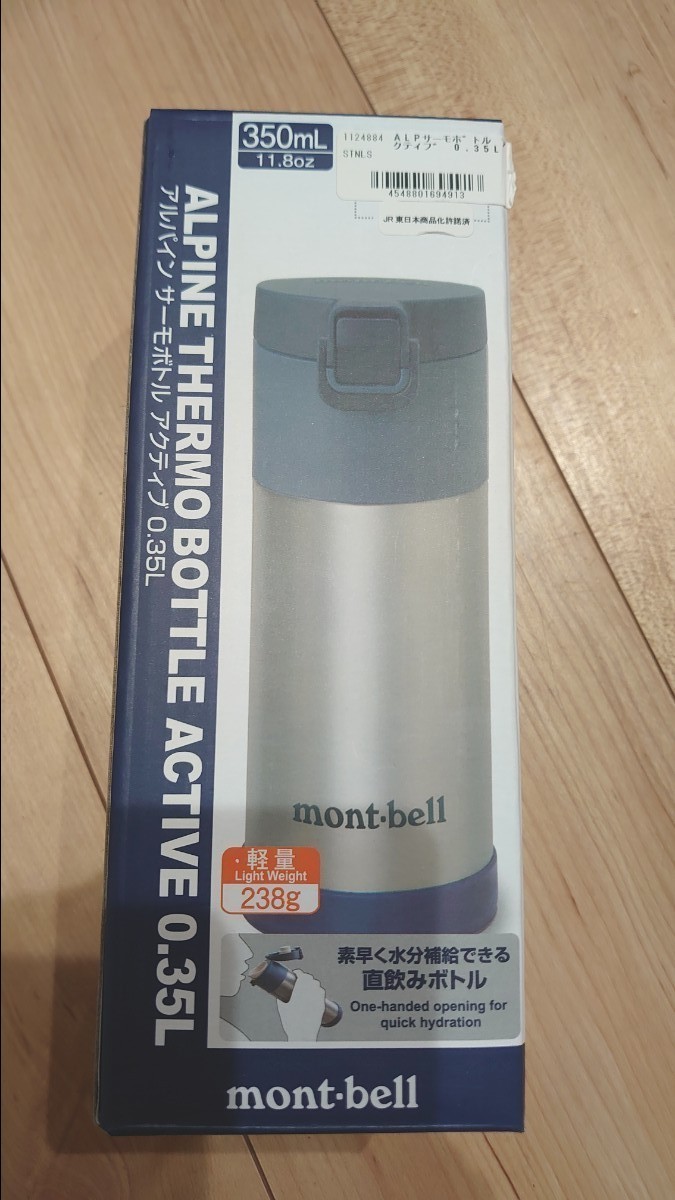 350mL
11.8oz
1124884 ALPサーモボトル
クティブ 0.35L
STNLS
4548801694913
JR東日本商品化許諾済
ALPINE THERMO BOTTLE ACTIVE 0.35L
アルパイン サーモボトル アクティブ 0.35L
mont-bell
・軽量
Light Weight
238g
素早く水分補給できる
直飲みボトル
One-handed opening for
quick hydration
mont-bell